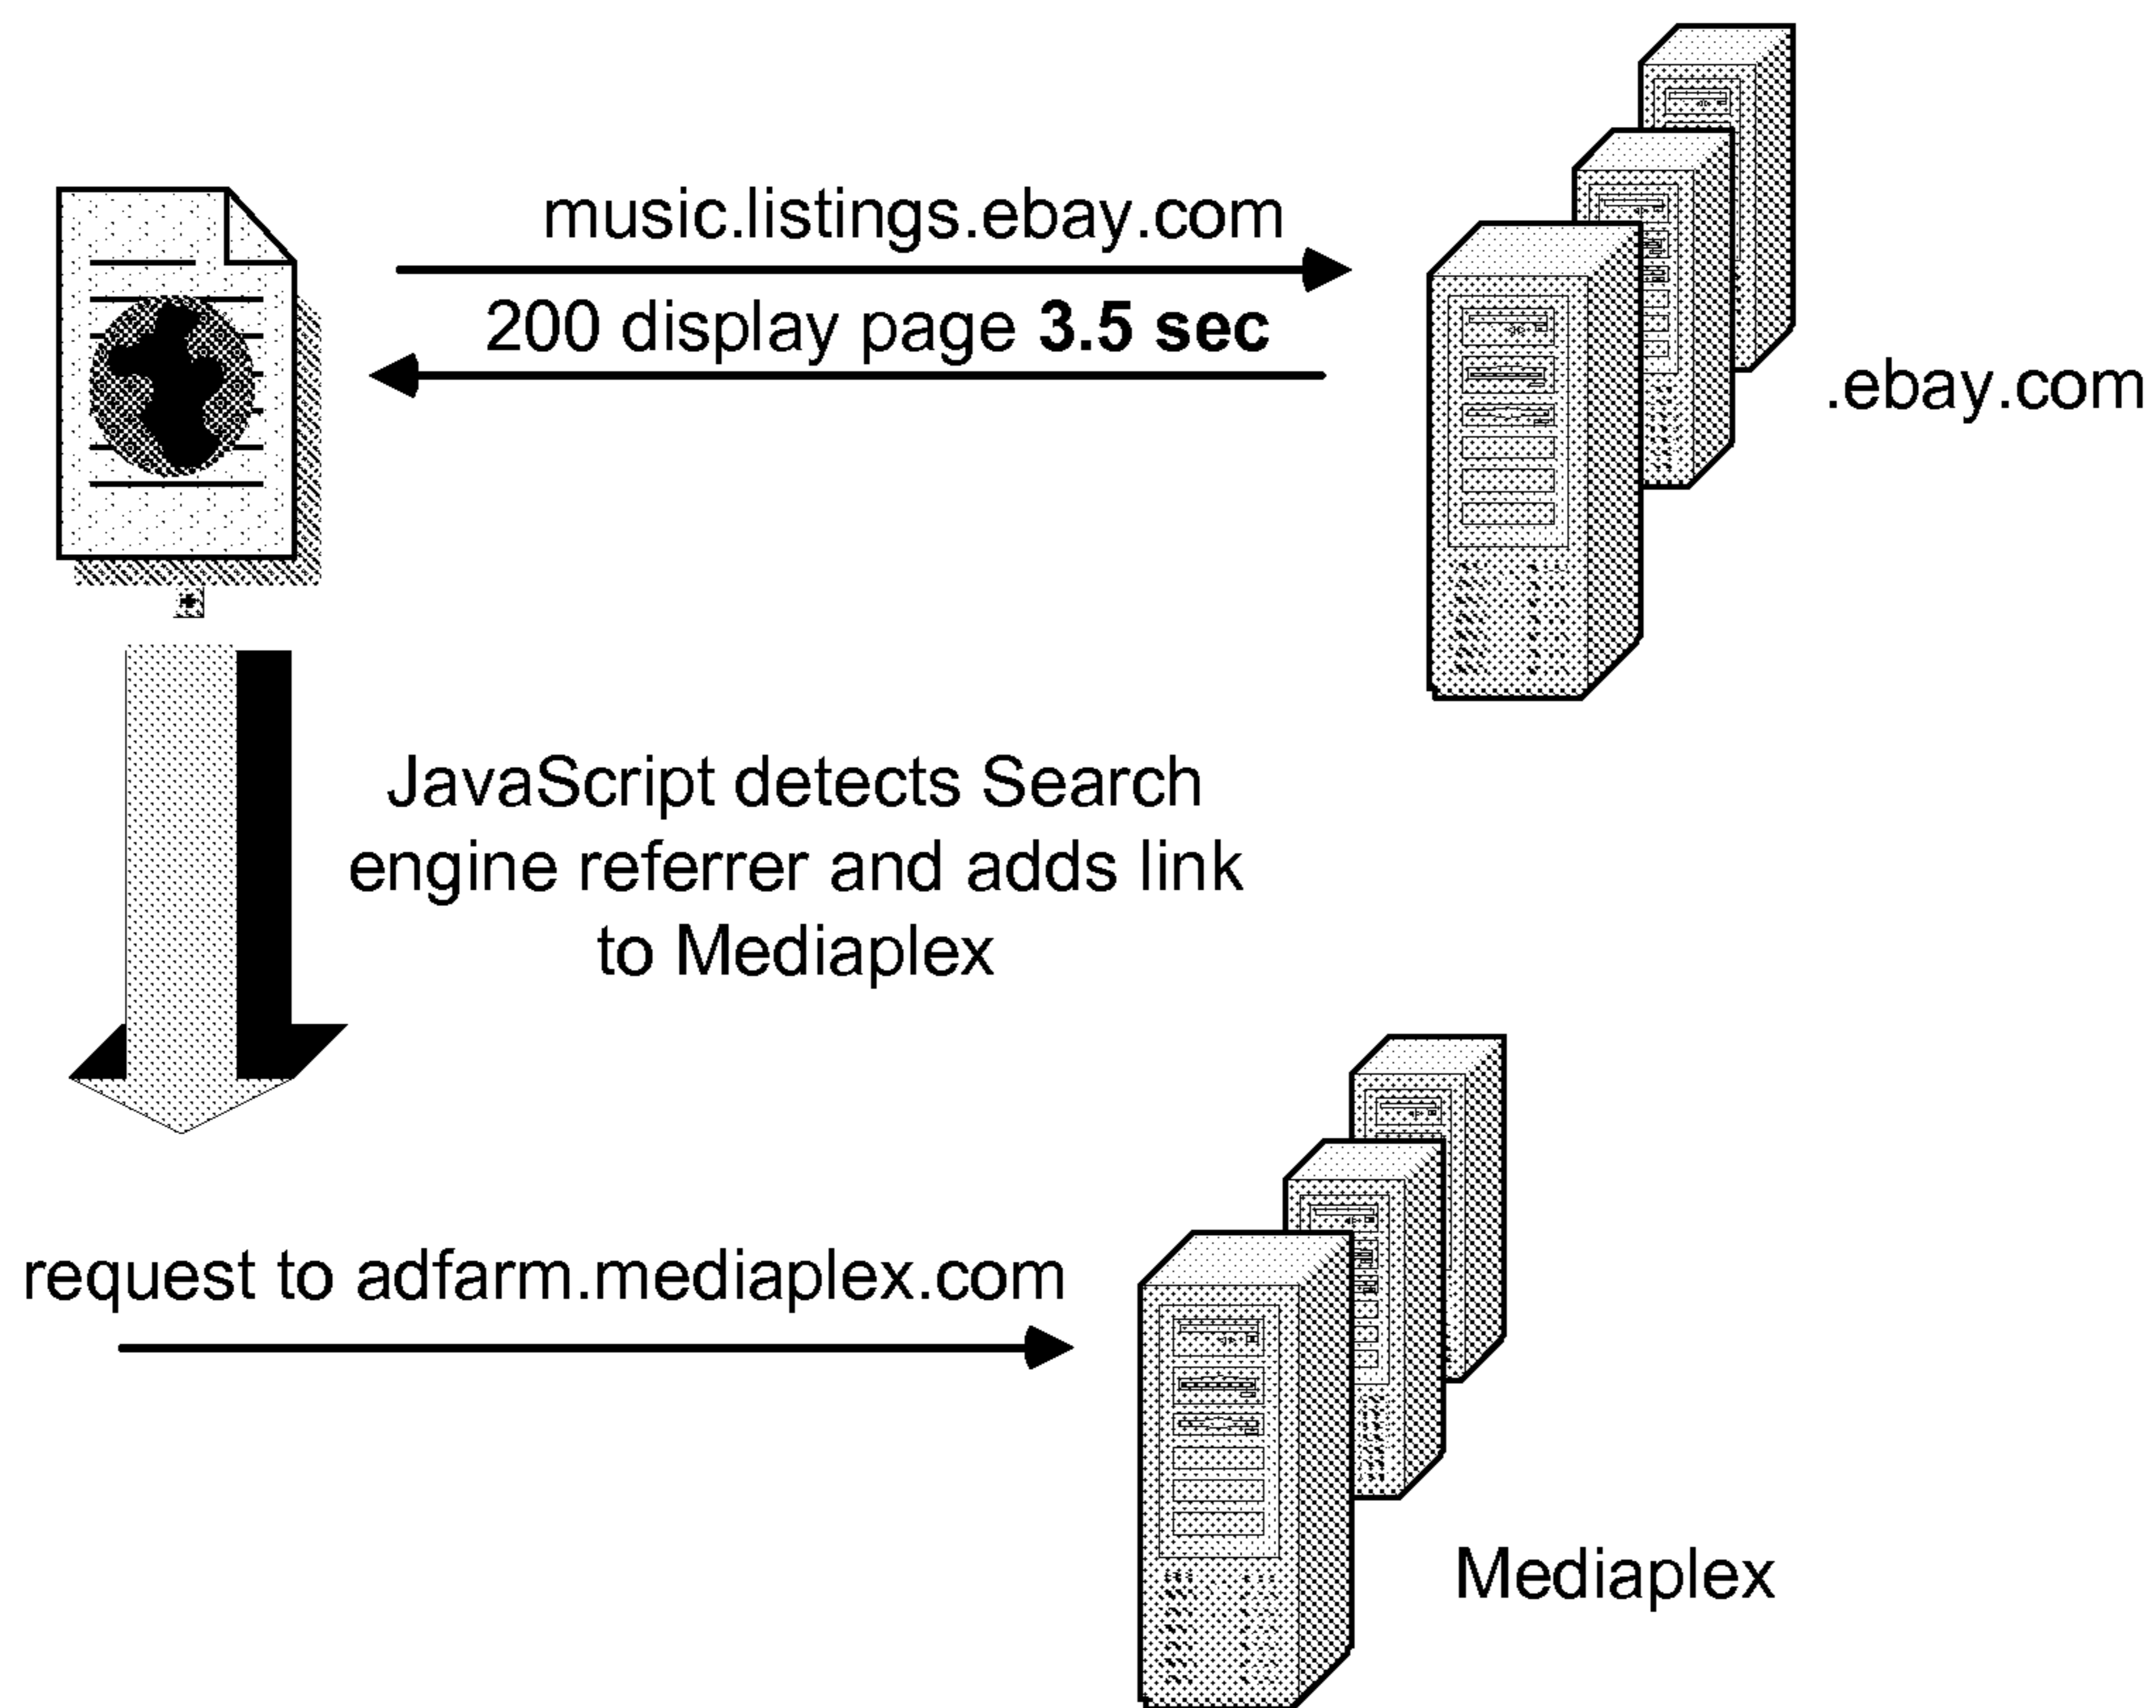 music.listings.ebay.com
200 display page 3.5 sec
.ebay.com
JavaScript detects Search
engine referrer and adds link
to Mediaplex
request to adfarm.mediaplex.com
Mediaplex